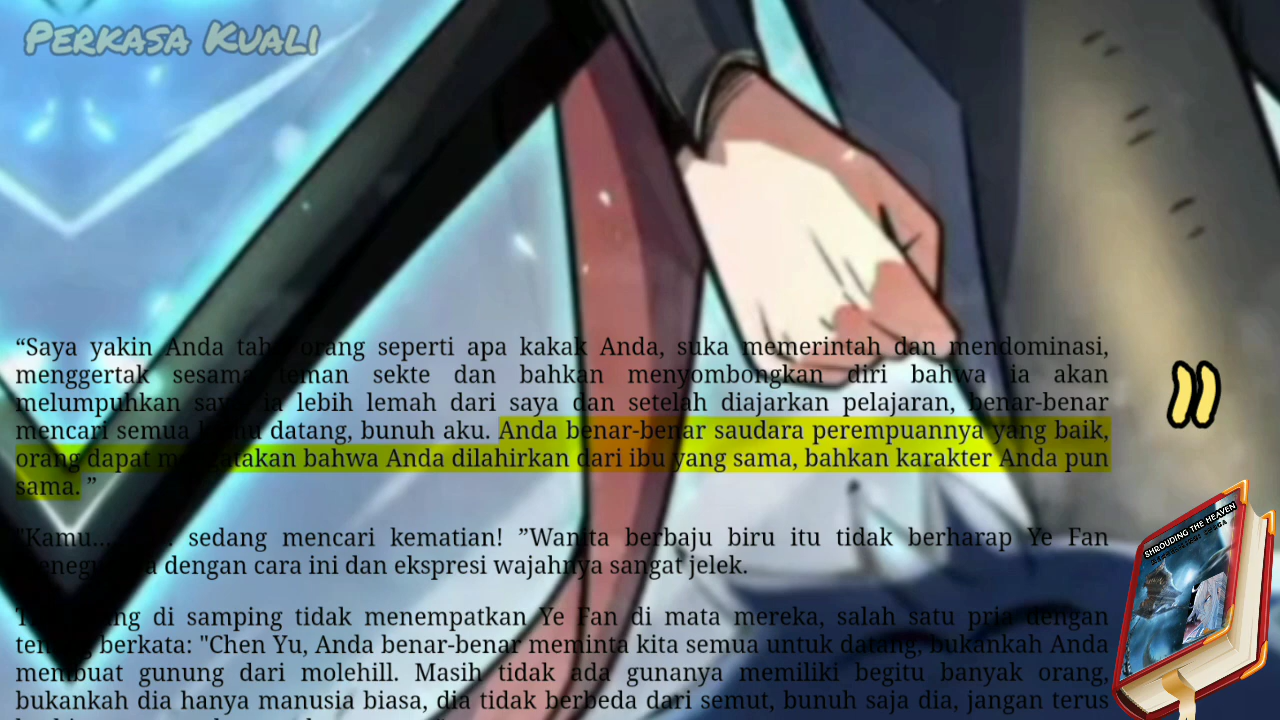 PERKASA KUALI
“Saya yakin Anda tahu orang seperti apa kakak Anda, suka memerintah dan mendominasi,
menggertak sesama teman sekte dan bahkan menyombongkan diri bahwa ia akan
melumpuhkan saya, ia lebih lemah dari saya dan setelah diajarkan pelajaran, benar-benar
mencari semua kamu datang, bunuh aku. Anda benar-benar saudara perempuannya yang baik,
orang dapat mengatakan bahwa Anda dilahirkan dari ibu yang sama, bahkan karakter Anda pun
sama. ”
"Kamu... sedang mencari kematian! ”Wanita berbaju biru itu tidak berharap Ye Fan
dengan cara ini dan ekspresi wajahnya sangat jelek.
di samping tidak menempatkan Ye Fan di mata mereka, salah satu pria dengan
tenang berkata: "Chen Yu, Anda benar-benar meminta kita semua untuk datang, bukankah Anda
membuat gunung dari molehill. Masih tidak ada gunanya memiliki begitu banyak orang,
bukankah dia hanya manusia biasa, dia tidak berbeda dari semut, bunuh saja dia, jangan terus
SHROUDING THE HEAVEN